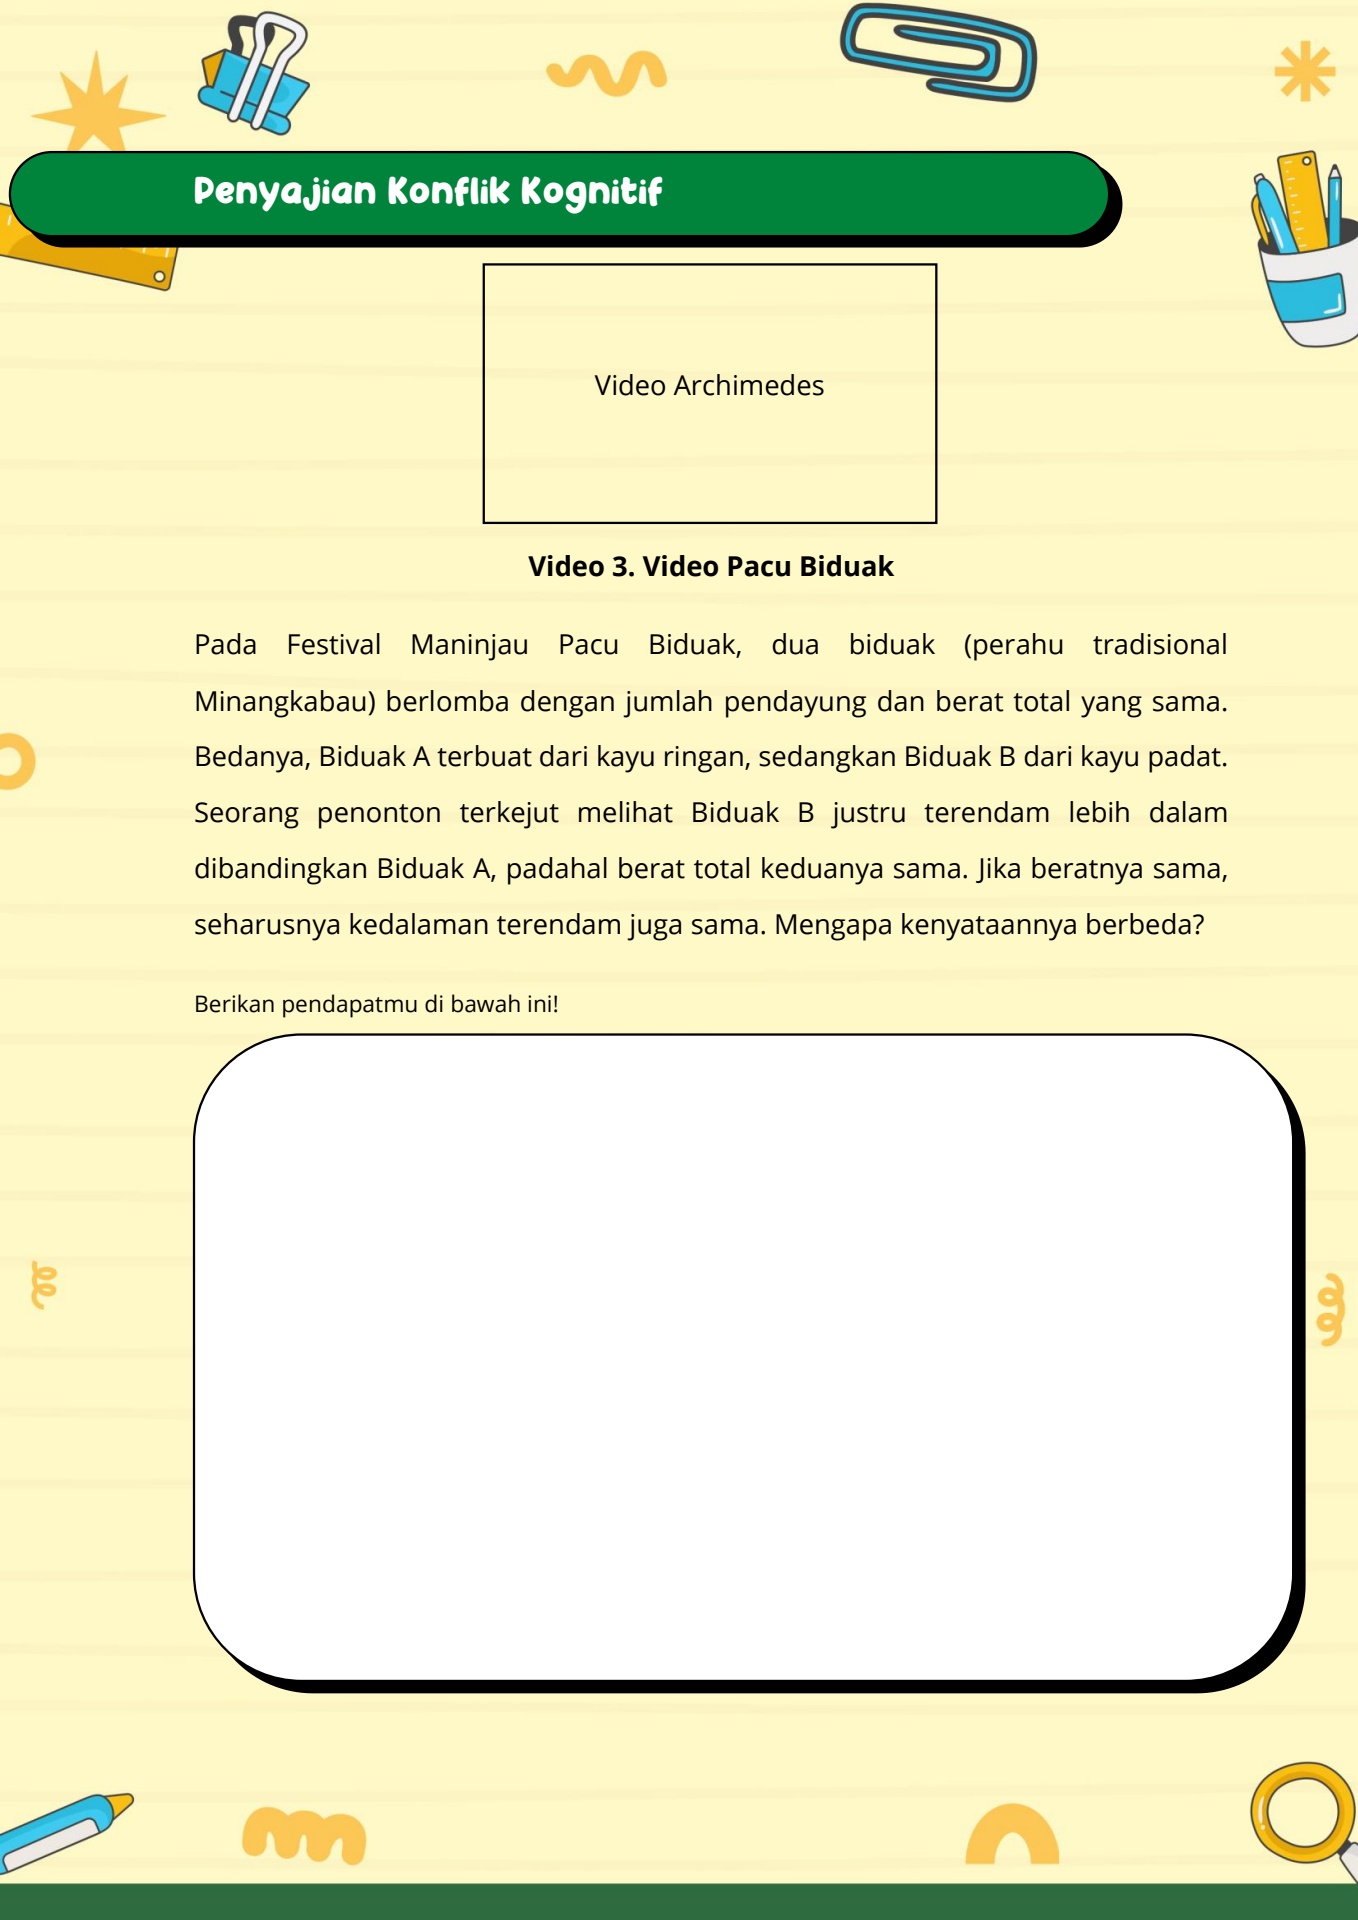 Penyajian Konflik Kognitif
Video Archimedes
Video 3. Video Pacu Biduak
Pada Festival Maninjau Pacu Biduak, dua biduak (perahu tradisional
Minangkabau) berlomba dengan jumlah pendayung dan berat total yang sama.
Bedanya, Biduak A terbuat dari kayu ringan, sedangkan Biduak B dari kayu padat.
Seorang penonton terkejut melihat Biduak B justru terendam lebih dalam
dibandingkan Biduak A, padahal berat total keduanya sama. Jika beratnya sama,
seharusnya kedalaman terendam juga sama. Mengapa kenyataannya berbeda?
Berikan pendapatmu di bawah ini!